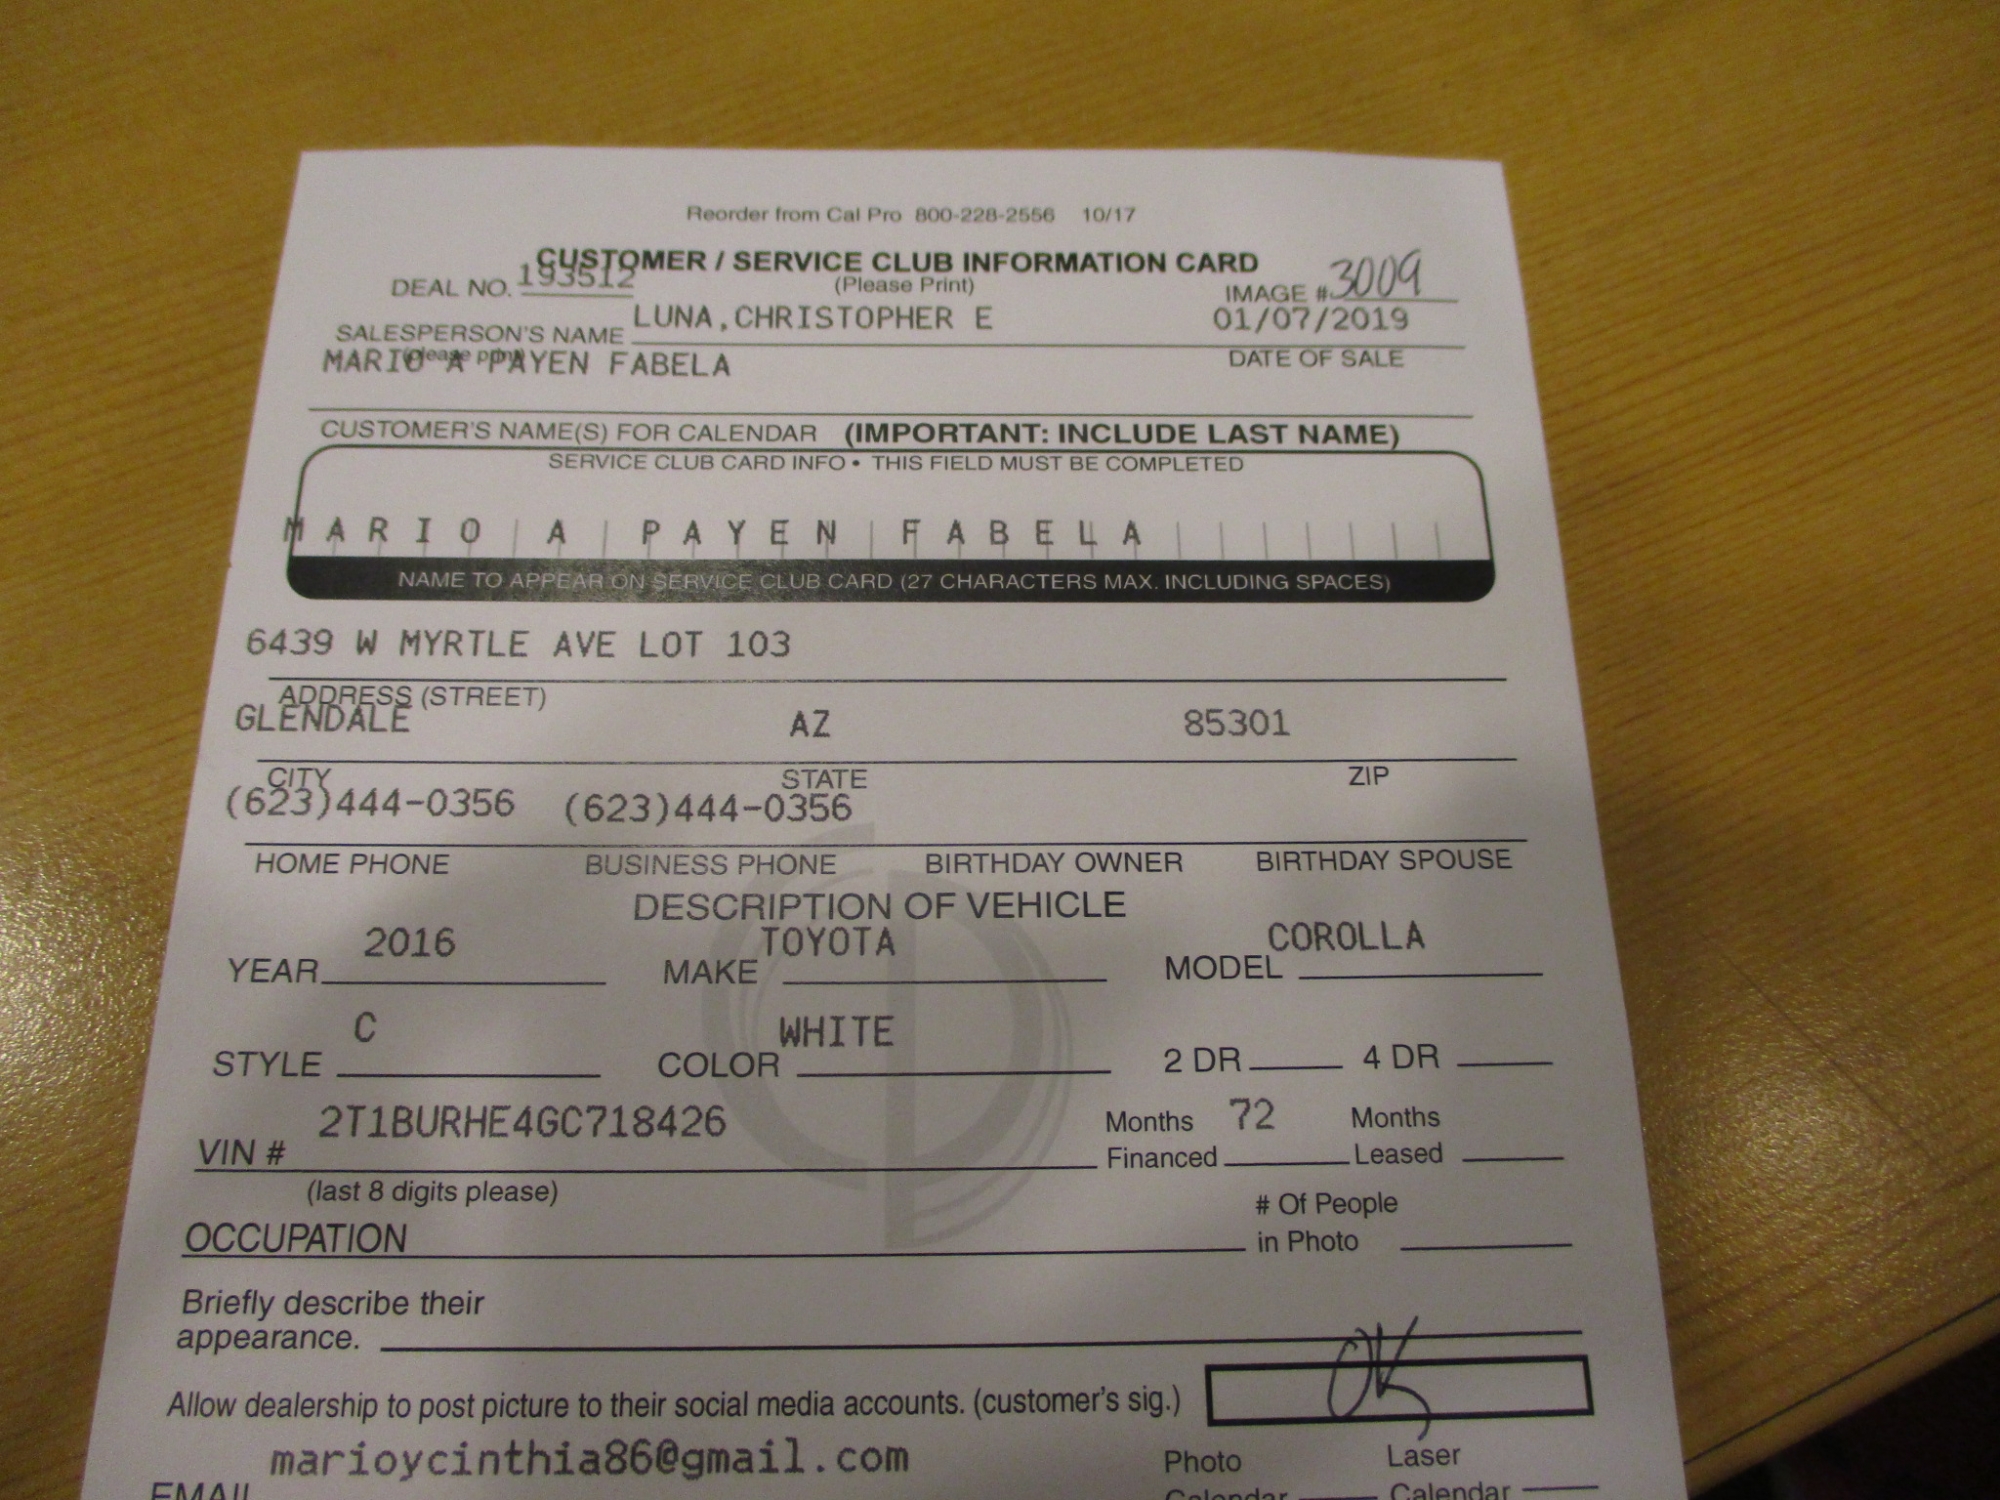 Reorder from Cal Pro 800-228-2556 10/17
CUSTOMER / SERVICE CLUB INFORMATION CARD
(Please Print)
DEAL NO. 193512
IMAGE # 3009
SALESPERSON'S NAME LUNA,CHRISTOPHER E
01/07/2019
(please print)
DATE OF SALE
MARIO A PAYEN FABELA
CUSTOMER'S NAME(S) FOR CALENDAR (IMPORTANT: INCLUDE LAST NAME)
SERVICE CLUB CARD INFO • THIS FIELD MUST BE COMPLETED
MARIO A PAYEN FABELA
NAME TO APPEAR ON SERVICE CLUB CARD (27 CHARACTERS MAX. INCLUDING SPACES)
6439 W MYRTLE AVE LOT 103
ADDRESS (STREET)
GLENDALE AZ 85301
CITY STATE ZIP
(623)444-0356 (623)444-0356
HOME PHONE BUSINESS PHONE BIRTHDAY OWNER BIRTHDAY SPOUSE
DESCRIPTION OF VEHICLE
YEAR 2016 MAKE TOYOTA MODEL COROLLA
STYLE C COLOR WHITE 2 DR 4 DR
VIN # 2T1BURHE4GC718426
Months Financed 72 Months Leased
(last 8 digits please)
OCCUPATION
# Of People in Photo
Briefly describe their
appearance.
Allow dealership to post picture to their social media accounts. (customer's sig.) OK
marioycinthia86@gmail.com
EMAIL
Photo Calendar Laser Calendar